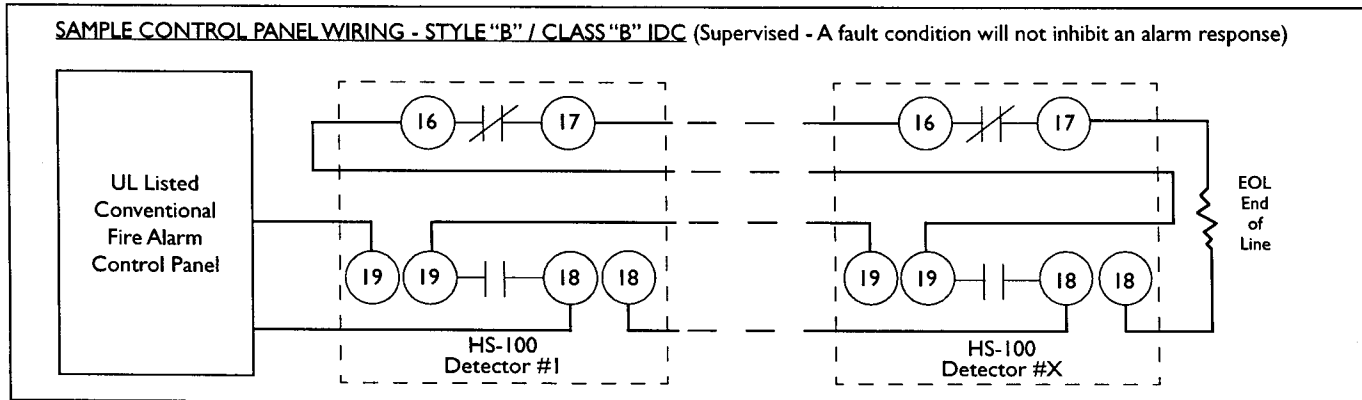 SAMPLE CONTROL PANEL WIRING - STYLE "B" / CLASS "B" IDC (Supervised - A fault condition will not inhibit an alarm response)
UL Listed
Conventional
Fire Alarm
Control Panel
16 17
19 19 18 18
HS-100
Detector #1
16 17
19 19 18 18
HS-100
Detector #X
EOL
End
of
Line